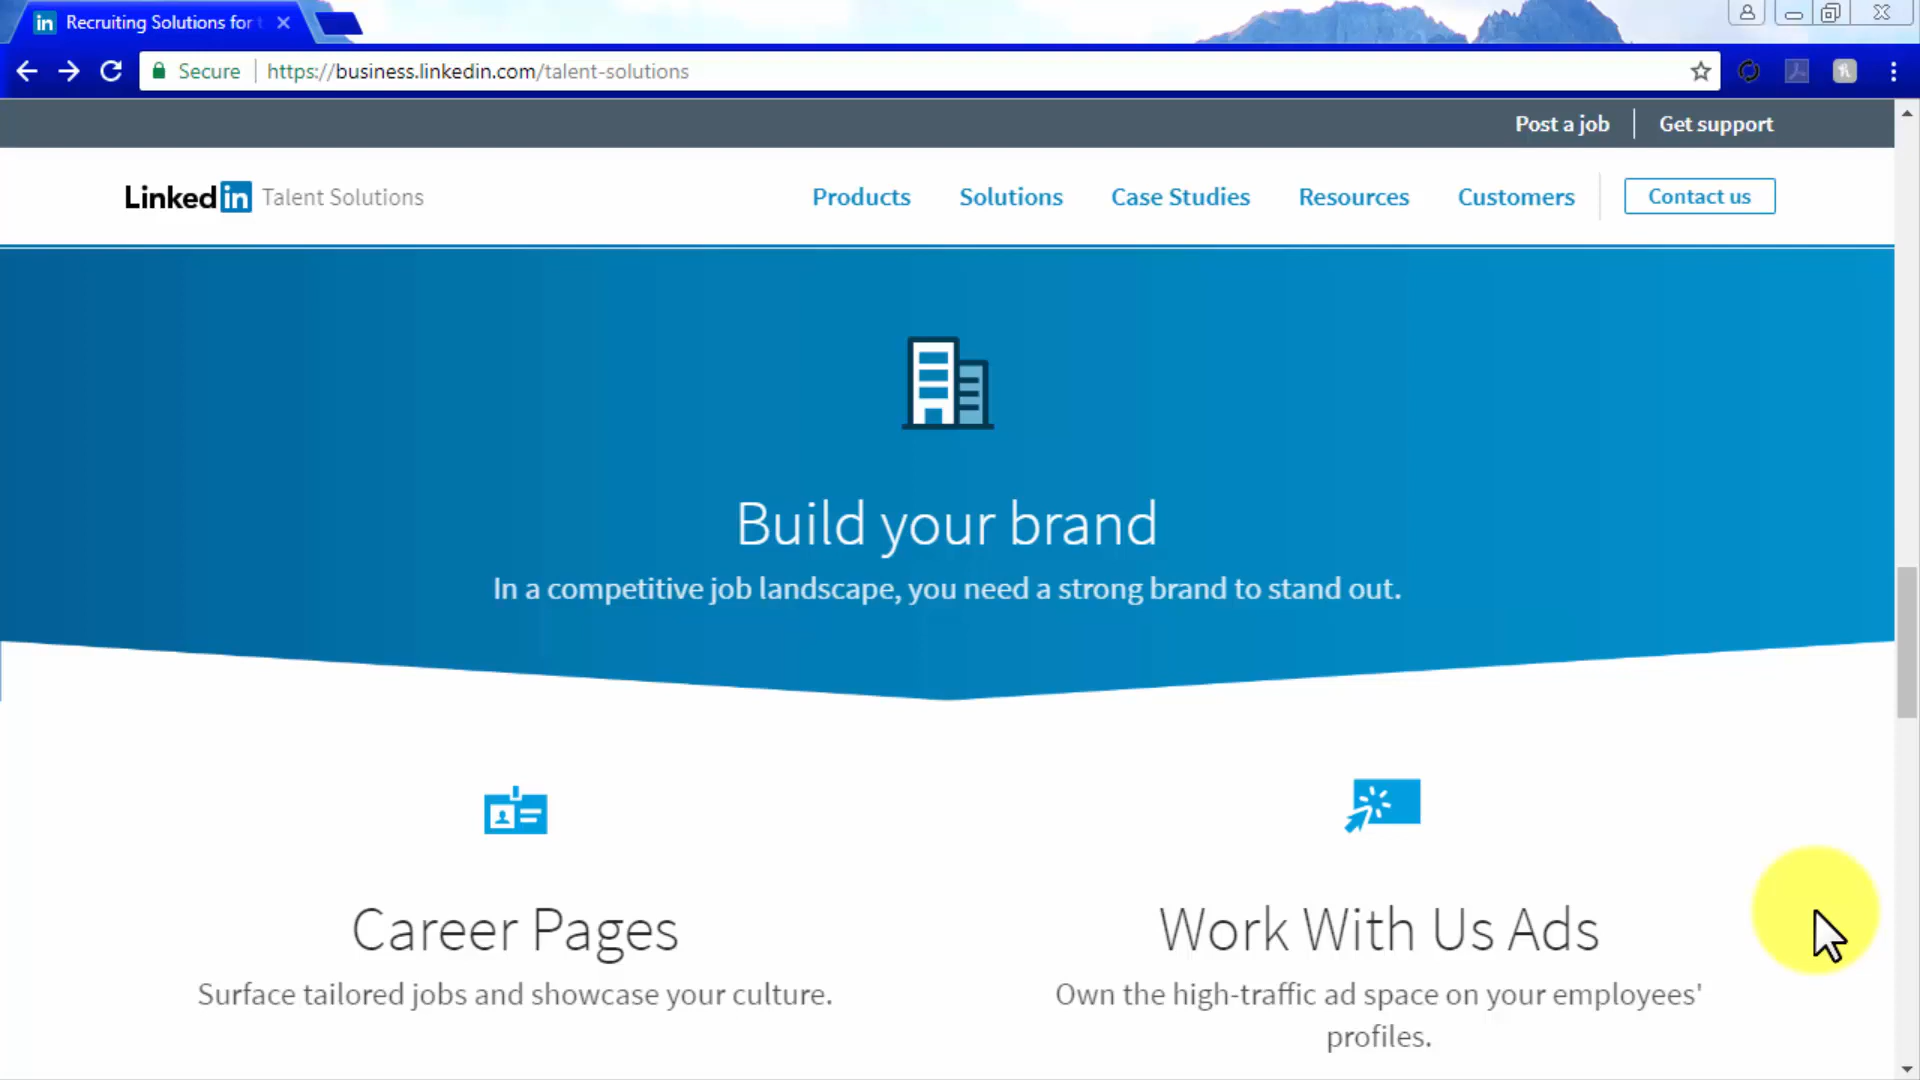 Recruiting Solutions for
Secure
https://business.linkedin.com/talent-solutions
Post a job
Get support
Linked in Talent Solutions
Products
Solutions
Case Studies
Resources
Customers
Contact us
Build your brand
In a competitive job landscape, you need a strong brand to stand out.
Career Pages
Surface tailored jobs and showcase your culture.
Work With Us Ads
Own the high-traffic ad space on your employees'
profiles.